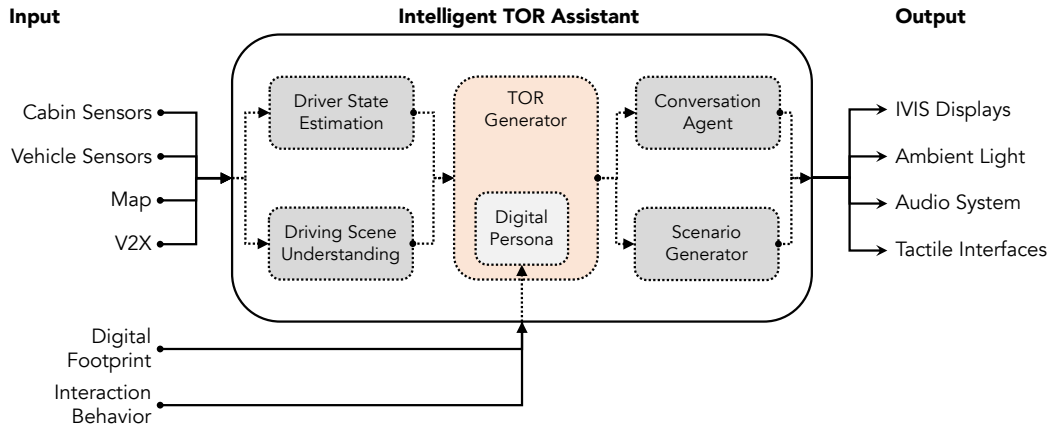 Input
Intelligent TOR Assistant
Output
Cabin Sensors
Vehicle Sensors
Map
V2X
Digital
Footprint
Interaction
Behavior
Driver State
Estimation
Driving Scene
Understanding
TOR
Generator
Digital
Persona
Conversation
Agent
Scenario
Generator
IVIS Displays
Ambient Light
Audio System
Tactile Interfaces